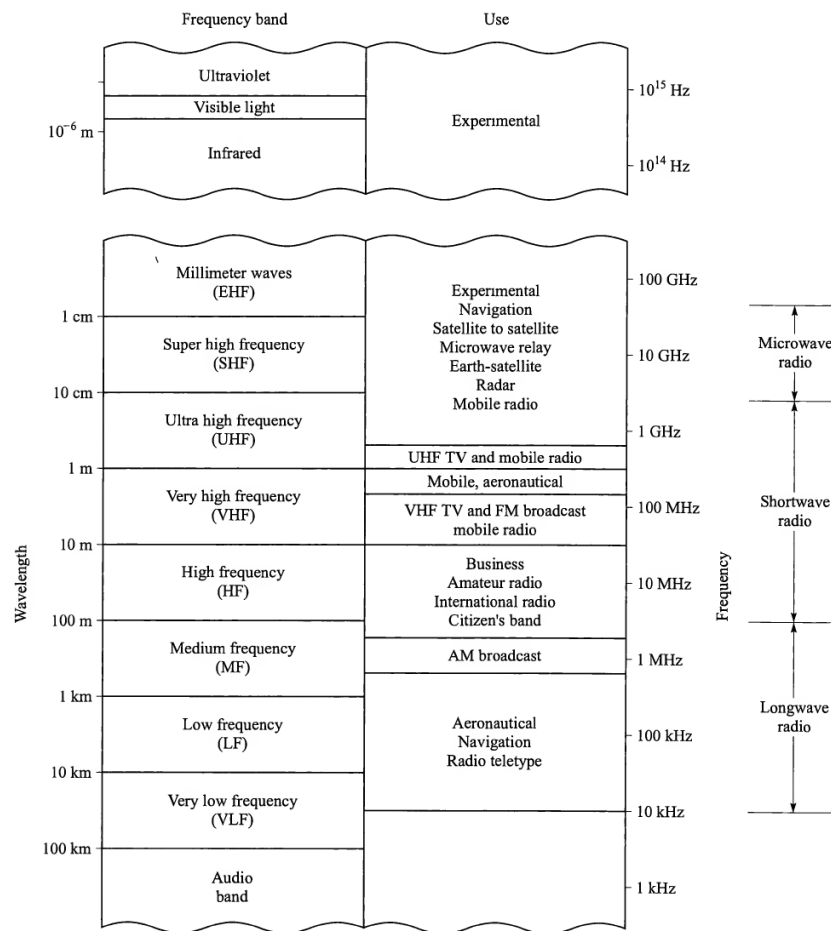 Frequency band
Use
Ultraviolet
Visible light
10⁻⁶ m
Infrared
Experimental
10¹⁵ Hz
10¹⁴ Hz
Millimeter waves
(EHF)
1 cm
Super high frequency
(SHF)
10 cm
Ultra high frequency
(UHF)
1 m
Very high frequency
(VHF)
10 m
High frequency
(HF)
100 m
Medium frequency
(MF)
1 km
Low frequency
(LF)
10 km
Very low frequency
(VLF)
100 km
Audio
band
Wavelength
Experimental
Navigation
Satellite to satellite
Microwave relay
Earth-satellite
Radar
Mobile radio
UHF TV and mobile radio
Mobile, aeronautical
VHF TV and FM broadcast
mobile radio
Business
Amateur radio
International radio
Citizen's band
AM broadcast
Aeronautical
Navigation
Radio teletype
100 GHz
10 GHz
1 GHz
100 MHz
10 MHz
1 MHz
100 kHz
10 kHz
1 kHz
Frequency
Microwave
radio
Shortwave
radio
Longwave
radio